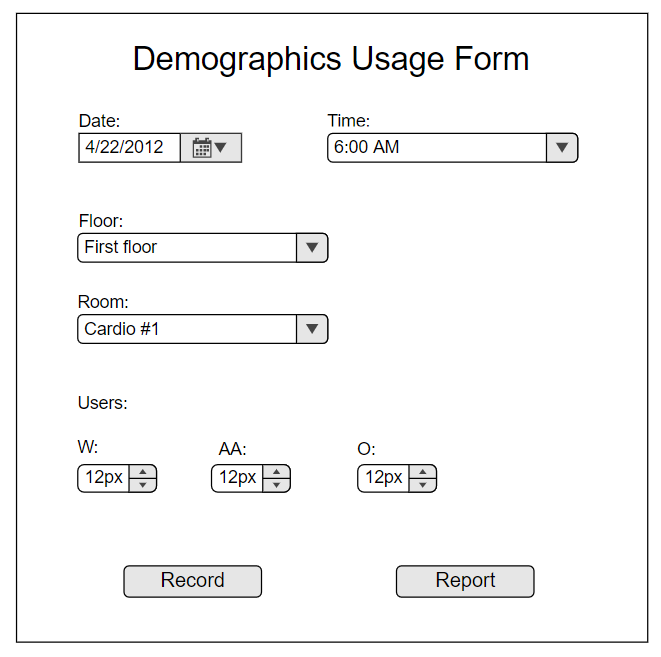 Demographics Usage Form
Date: Time:
4/22/2012 6:00 AM
Floor:
First floor
Room:
Cardio #1
Users:
W: AA: O:
12px 12px 12px
Record Report